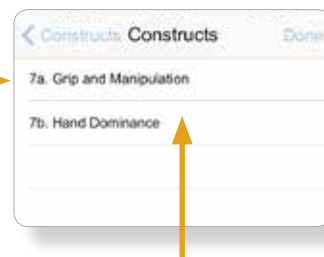 Constructs Constructs Done
7a. Grip and Manipulation
7b. Hand Dominance